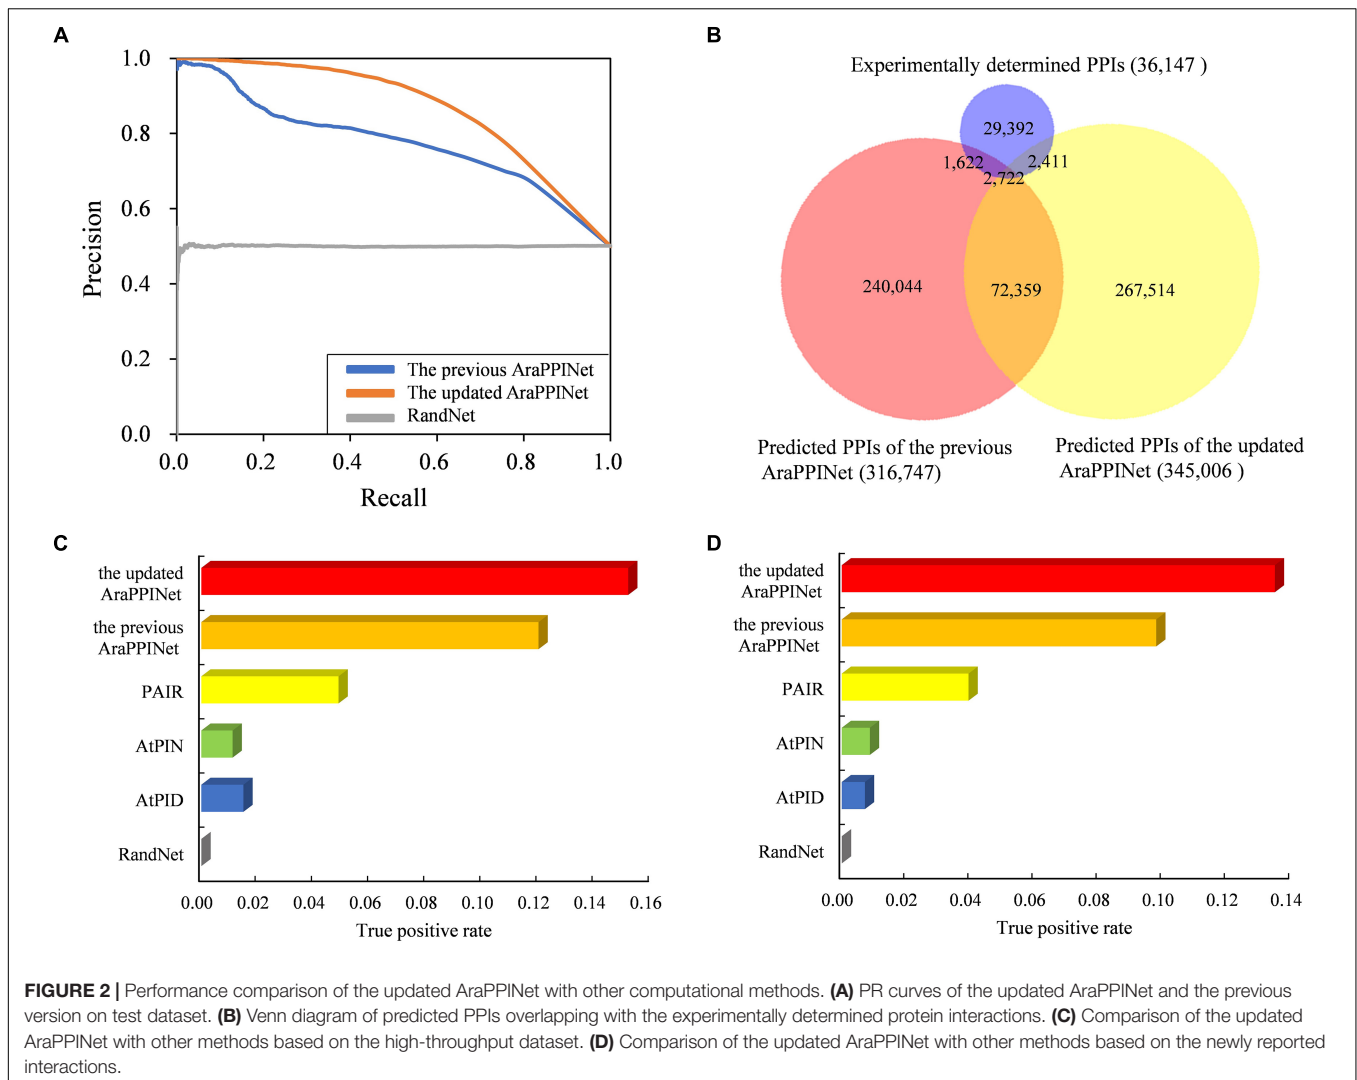 A
1.0
0.8
0.6
0.4
0.2
0.0
Precision
0.0 0.2 0.4 0.6 0.8 1.0
Recall
The previous AraPPINet
The updated AraPPINet
RandNet
B
Experimentally determined PPIs (36,147 )
29,392
1,622
2,411
2,722
240,044
72,359
267,514
Predicted PPIs of the previous
AraPPINet (316,747)
Predicted PPIs of the updated
AraPPINet (345,006 )
C
the updated
AraPPINet
the previous
AraPPINet
PAIR
AtPIN
AtPID
RandNet
0.00 0.02 0.04 0.06 0.08 0.10 0.12 0.14 0.16
True positive rate
D
the updated
AraPPINet
the previous
AraPPINet
PAIR
AtPIN
AtPID
RandNet
0.00 0.02 0.04 0.06 0.08 0.10 0.12 0.14
True positive rate
FIGURE 2 | Performance comparison of the updated AraPPINet with other computational methods. (A) PR curves of the updated AraPPINet and the previous
version on test dataset. (B) Venn diagram of predicted PPIs overlapping with the experimentally determined protein interactions. (C) Comparison of the updated
AraPPINet with other methods based on the high-throughput dataset. (D) Comparison of the updated AraPPINet with other methods based on the newly reported
interactions.